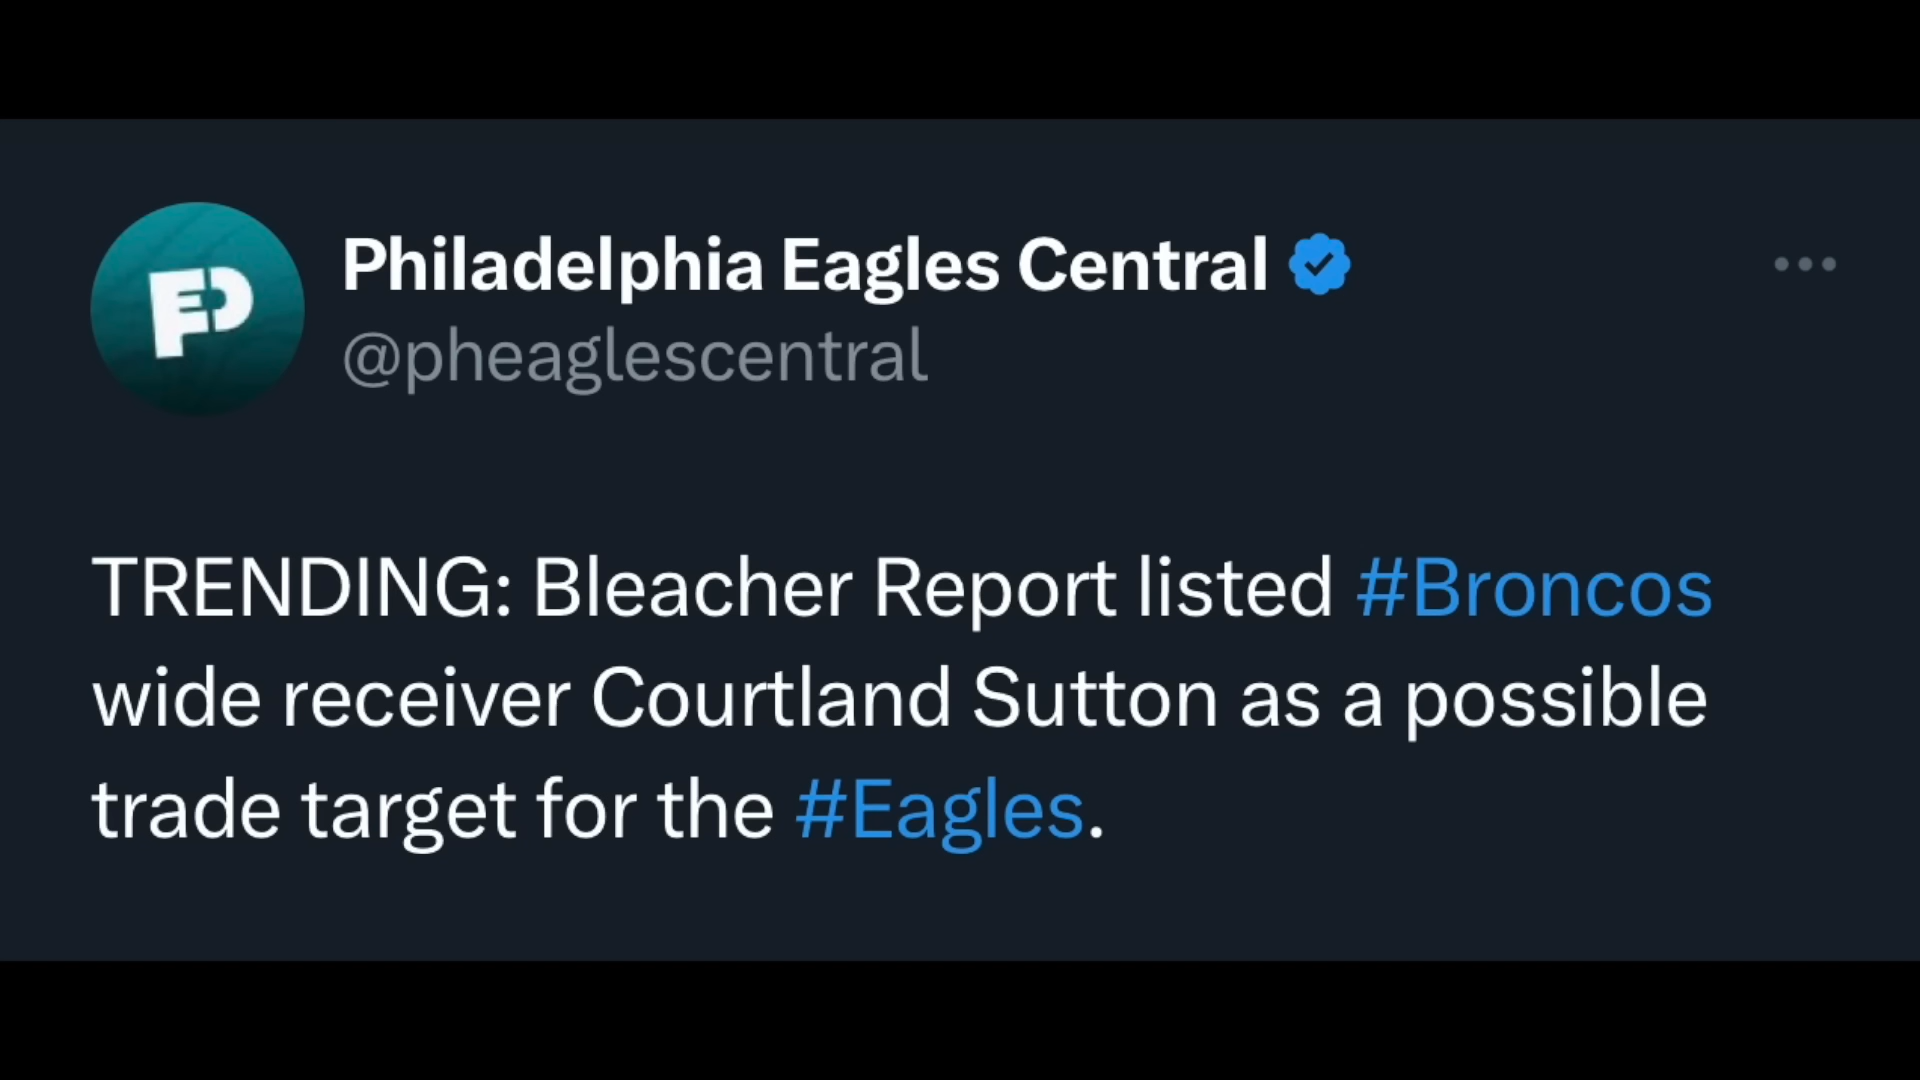 Philadelphia Eagles Central
@pheaglescentral
TRENDING: Bleacher Report listed #Broncos
wide receiver Courtland Sutton as a possible
trade target for the #Eagles.